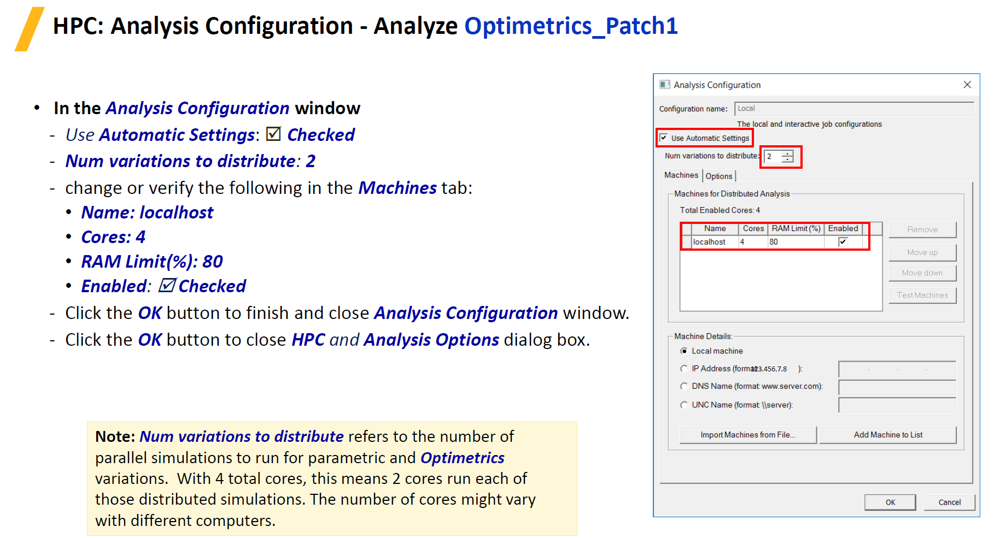 HPC: Analysis Configuration - Analyze Optimetrics_Patch1
• In the Analysis Configuration window
- Use Automatic Settings: ☑ Checked
- Num variations to distribute: 2
- change or verify the following in the Machines tab:
• Name: localhost
• Cores: 4
• RAM Limit(%): 80
• Enabled: ☑ Checked
- Click the OK button to finish and close Analysis Configuration window.
- Click the OK button to close HPC and Analysis Options dialog box.
Note: Num variations to distribute refers to the number of
parallel simulations to run for parametric and Optimetrics
variations. With 4 total cores, this means 2 cores run each of
those distributed simulations. The number of cores might vary
with different computers.
Analysis Configuration
Configuration name: Local
The local and interactive job configurations
Use Automatic Settings
Num variations to distribute: 2
Machines Options
Machines for Distributed Analysis
Total Enabled Cores: 4
Name Cores RAM Limit (%) Enabled
localhost 4 80
Remove
Move up
Move down
Test Machines
Machine Details:
Local machine
IP Address (format 123.456.7.8 ):
DNS Name (format: www.server.com):
UNC Name (format: \\server):
Import Machines from File... Add Machine to List
OK Cancel